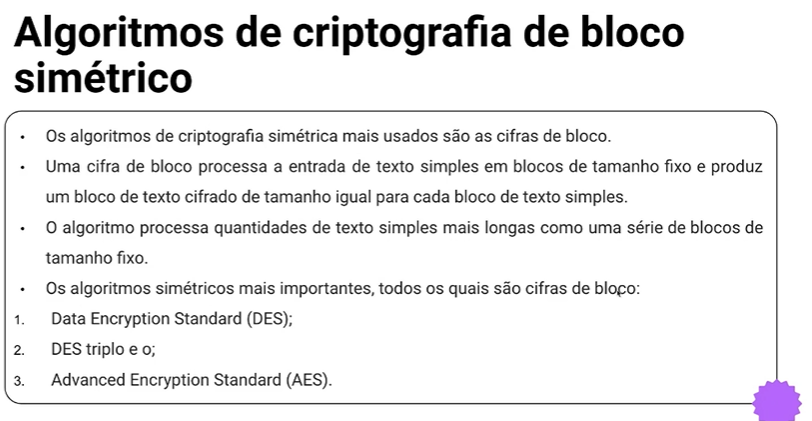 Algoritmos de criptografia de bloco
simétrico
• Os algoritmos de criptografia simétrica mais usados são as cifras de bloco.
• Uma cifra de bloco processa a entrada de texto simples em blocos de tamanho fixo e produz
um bloco de texto cifrado de tamanho igual para cada bloco de texto simples.
• O algoritmo processa quantidades de texto simples mais longas como uma série de blocos de
tamanho fixo.
• Os algoritmos simétricos mais importantes, todos os quais são cifras de bloco:
1. Data Encryption Standard (DES);
2. DES triplo e o;
3. Advanced Encryption Standard (AES).